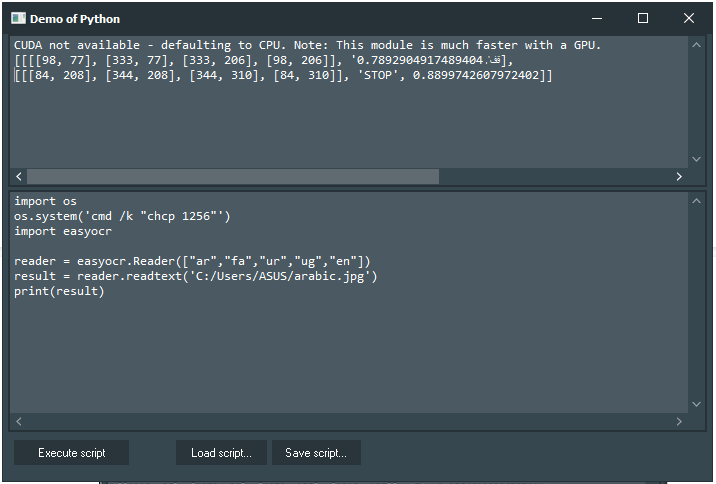 Demo of Python
CUDA not available - defaulting to CPU. Note: This module is much faster with a GPU.
[[[[98, 77], [333, 77], [333, 206], [98, 206]], 'قف', 0.7892904917489404],
[[[84, 208], [344, 208], [344, 310], [84, 310]], 'STOP', 0.8899742607972402]]
import os
os.system('cmd /k "chcp 1256"')
import easyocr
reader = easyocr.Reader(["ar","fa","ur","ug","en"])
result = reader.readtext('C:/Users/ASUS/arabic.jpg')
print(result)
Execute script
Load script...
Save script...